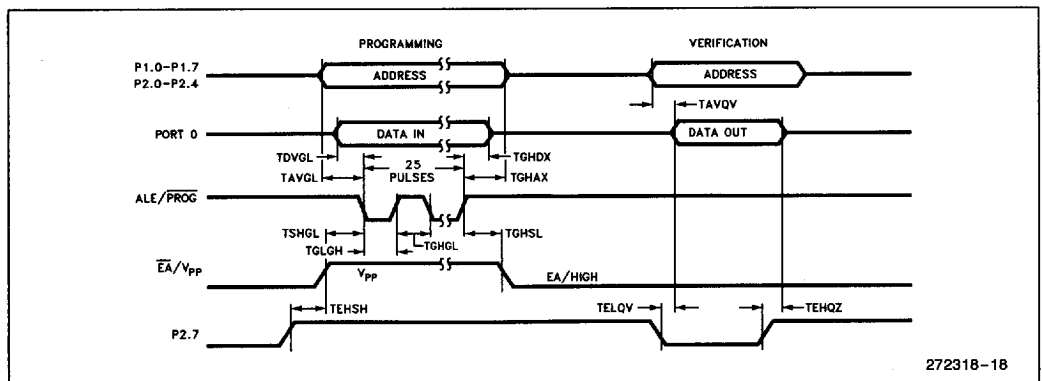 PROGRAMMING VERIFICATION
P1.0–P1.7
P2.0–P2.4
ADDRESS ADDRESS
TAVQV
PORT 0 DATA IN DATA OUT
TDVGL 25 TGHDX
TAVGL PULSES TGHAX
ALE/PROG
TSHGL TGHGL TGHSL
TGLGH
EA/VPP VPP EA/HIGH
TEHSH TELQV TEHQZ
P2.7
272318–18